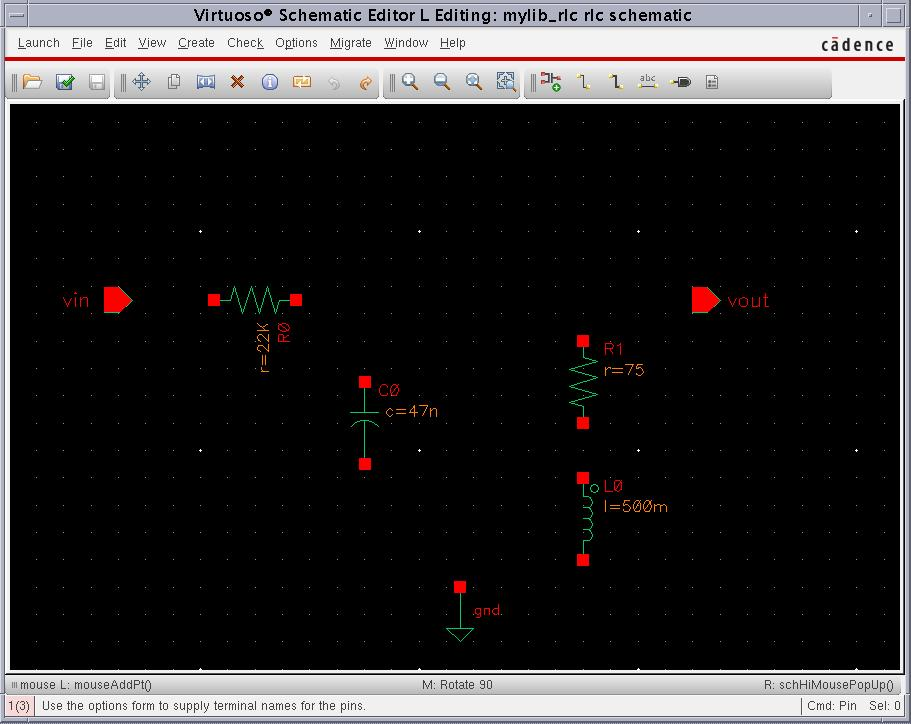 Virtuoso® Schematic Editor L Editing: mylib_rlc rlc schematic
Launch File Edit View Create Check Options Migrate Window Help
cādence
abc
vin
vout
R0
r=22K
R1
r=75
C0
c=47n
L0
l=500m
gnd
mouse L: mouseAddPt()
M: Rotate 90
R: schHiMousePopUp()
1(3)
Use the options form to supply terminal names for the pins.
Cmd: Pin Sel: 0